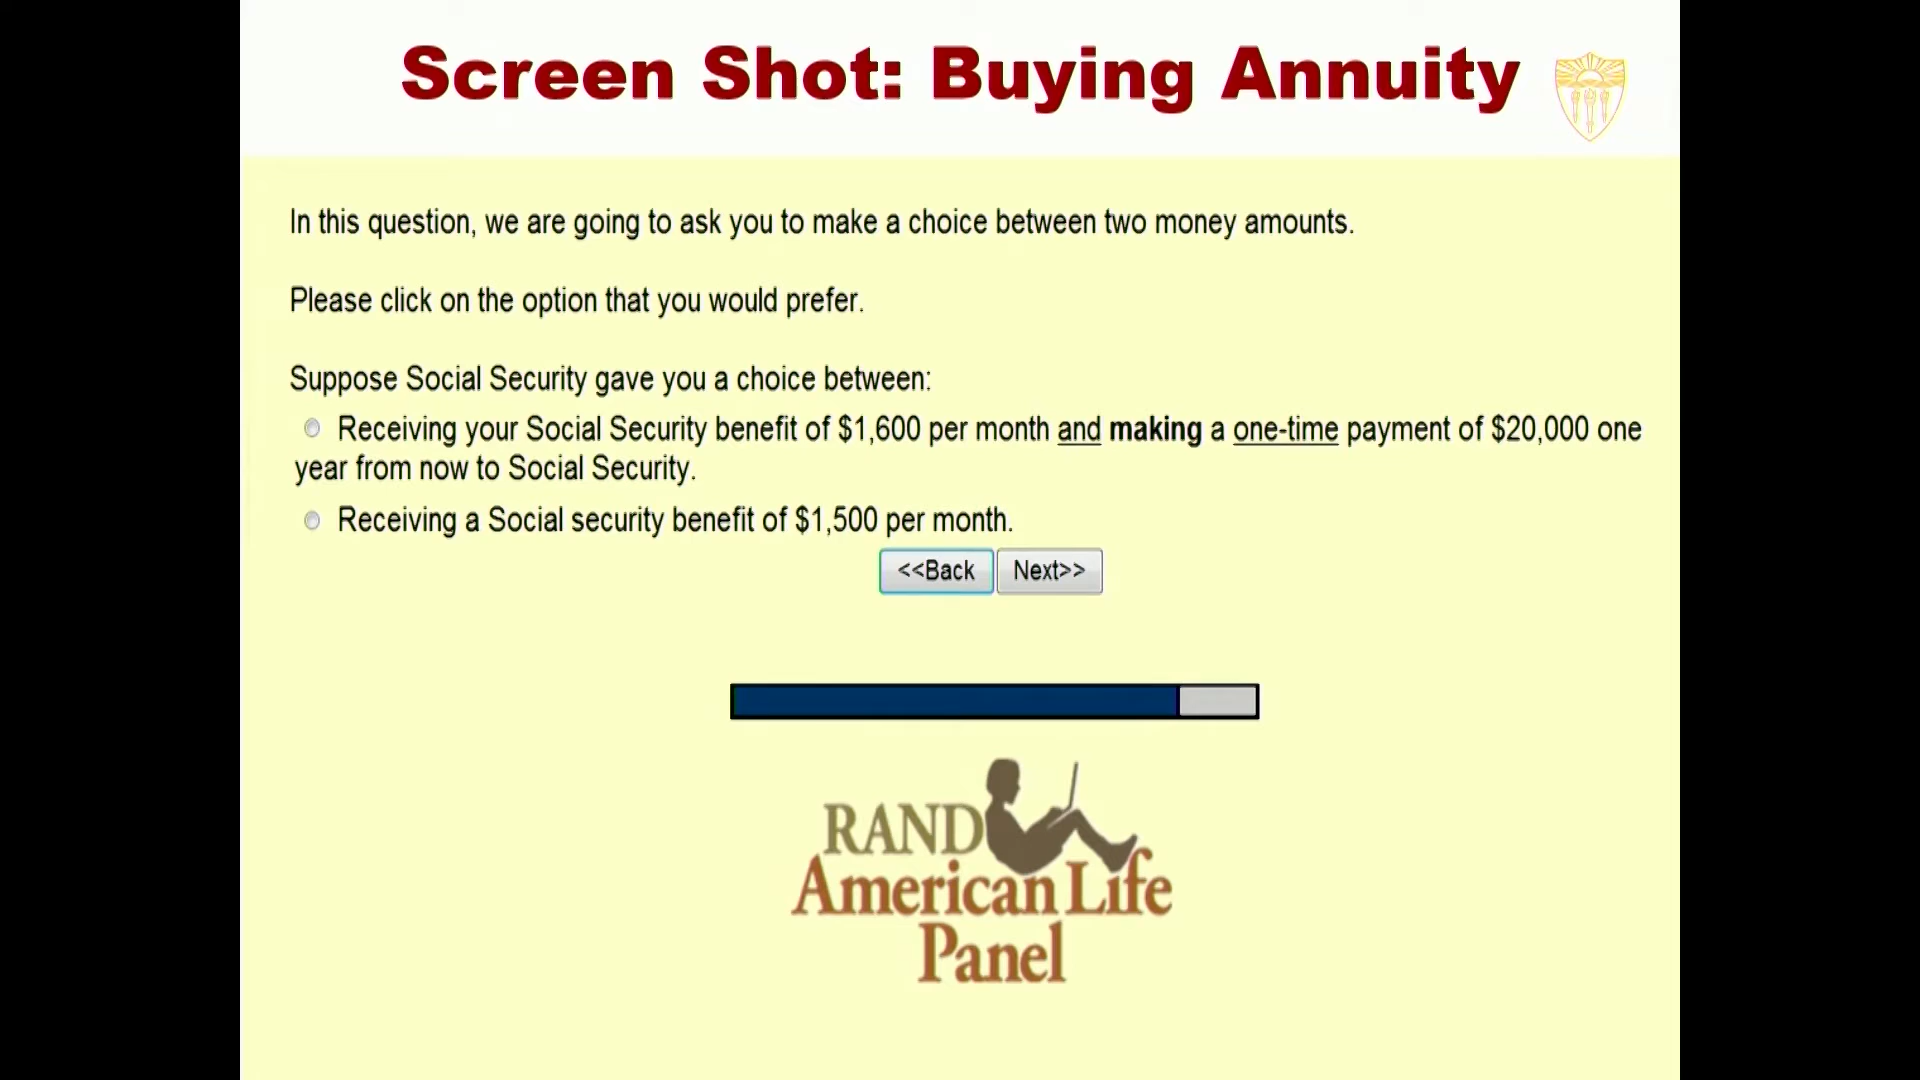 Screen Shot: Buying Annuity
In this question, we are going to ask you to make a choice between two money amounts.
Please click on the option that you would prefer.
Suppose Social Security gave you a choice between:
Receiving your Social Security benefit of $1,600 per month and making a one-time payment of $20,000 one
year from now to Social Security.
Receiving a Social security benefit of $1,500 per month.
<<Back Next>>
RAND
American Life
Panel